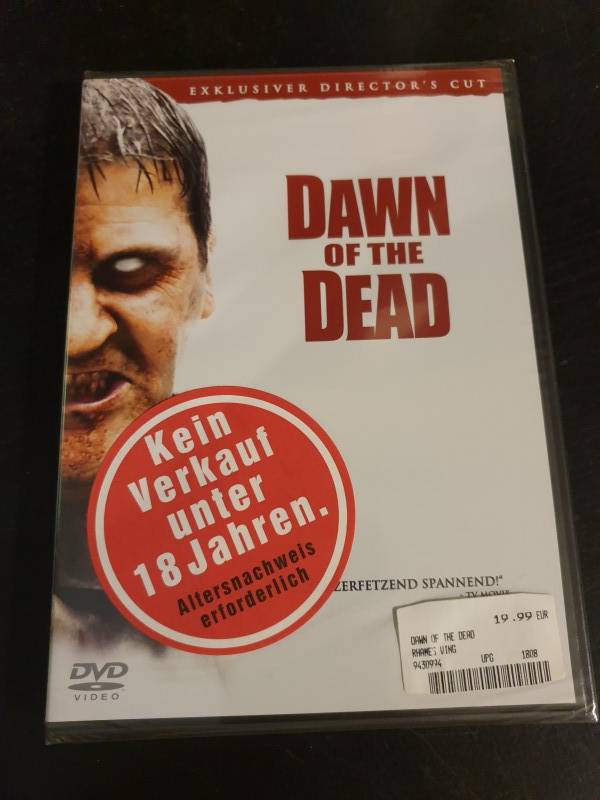 EXKLUSIVER DIRECTOR'S CUT
DAWN
OF THE
DEAD
Kein
Verkauf
unter
18 Jahren.
Altersnachweis
erforderlich
ZERFETZEND SPANNEND!"
TV MOVIE
19.99 EUR
DAWN OF THE DEAD
RHAMES VING
9430994 UPG 1808
DVD
VIDEO